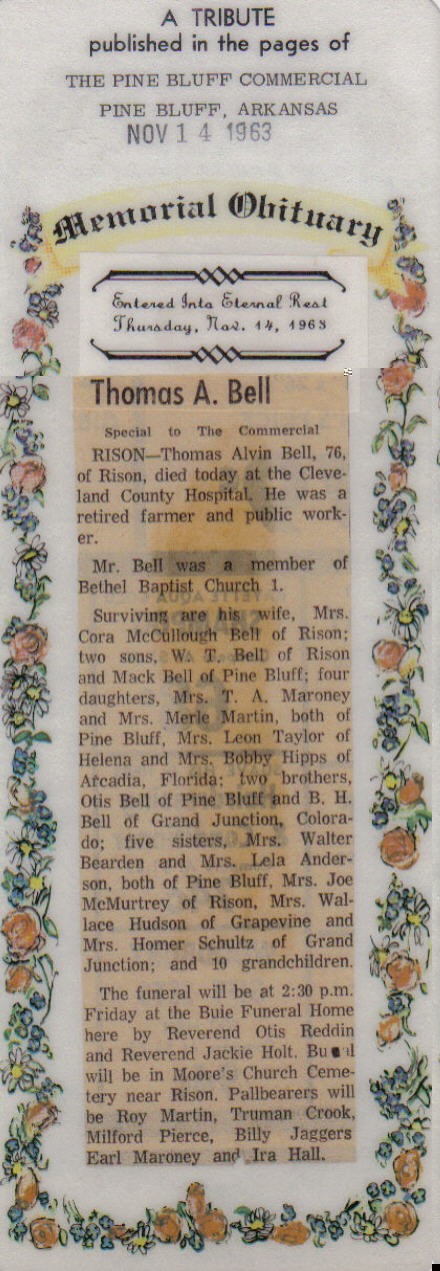 A TRIBUTE
published in the pages of
THE PINE BLUFF COMMERCIAL
PINE BLUFF, ARKANSAS
NOV 14 1963
Memorial Obituary
Entered Into Eternal Rest
Thursday, Nov. 14, 1963
Thomas A. Bell
Special to The Commercial
RISON—Thomas Alvin Bell, 76,
of Rison, died today at the Cleve-
land County Hospital. He was a
retired farmer and public work-
er.
Mr. Bell was a member of
Bethel Baptist Church 1.
Surviving are his wife, Mrs.
Cora McCullough Bell of Rison;
two sons, W. T. Bell of Rison
and Mack Bell of Pine Bluff; four
daughters, Mrs. T. A. Maroney
and Mrs. Merle Martin, both of
Pine Bluff, Mrs. Leon Taylor of
Helena and Mrs. Bobby Hipps of
Arcadia, Florida; two brothers,
Otis Bell of Pine Bluff and B. H.
Bell of Grand Junction, Colora-
do; five sisters, Mrs. Walter
Bearden and Mrs. Lela Ander-
son, both of Pine Bluff, Mrs. Joe
McMurtrey of Rison, Mrs. Wal-
lace Hudson of Grapevine and
Mrs. Homer Schultz of Grand
Junction; and 10 grandchildren.
The funeral will be at 2:30 p.m.
Friday at the Buie Funeral Home
here by Reverend Otis Reddin
and Reverend Jackie Holt.
will be in Moore's Church Ceme-
tery near Rison. Pallbearers will
be Roy Martin, Truman Crook,
Milford Pierce, Billy Jaggers
Earl Maroney and Ira Hall.